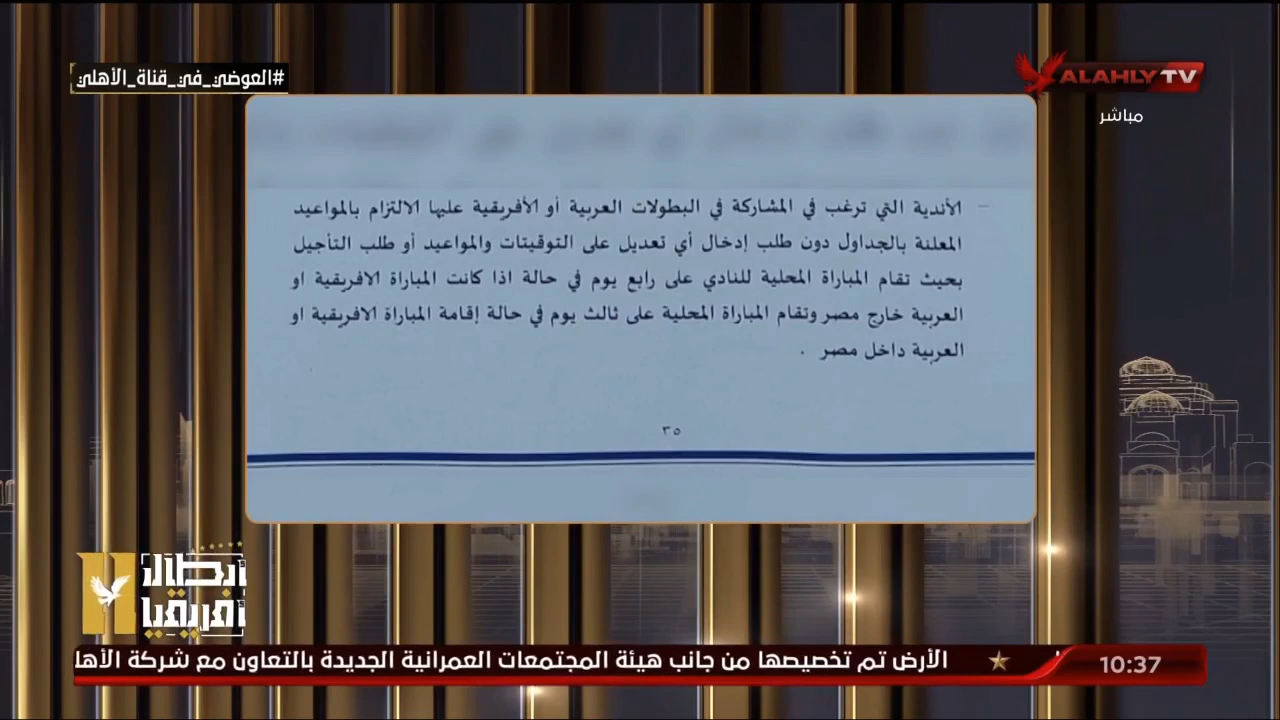 #العوضي_في_قناة_الأهلي
ALAHLY TV
مباشر
– الأندية التي ترغب في المشاركة في البطولات العربية أو الأفريقية عليها الالتزام بالمواعيد
المعلنة بالجداول دون طلب إدخال أي تعديل على التوقيتات والمواعيد أو طلب التأجيل
بحيث تقام المباراة المحلية للنادي على رابع يوم في حالة اذا كانت المباراة الافريقية او
العربية خارج مصر وتقام المباراة المحلية على ثالث يوم في حالة إقامة المباراة الافريقية او
العربية داخل مصر .
٣٥
أبطال
أفريقيا
11
الأرض تم تخصيصها من جانب هيئة المجتمعات العمرانية الجديدة بالتعاون مع شركة الأها
10:37